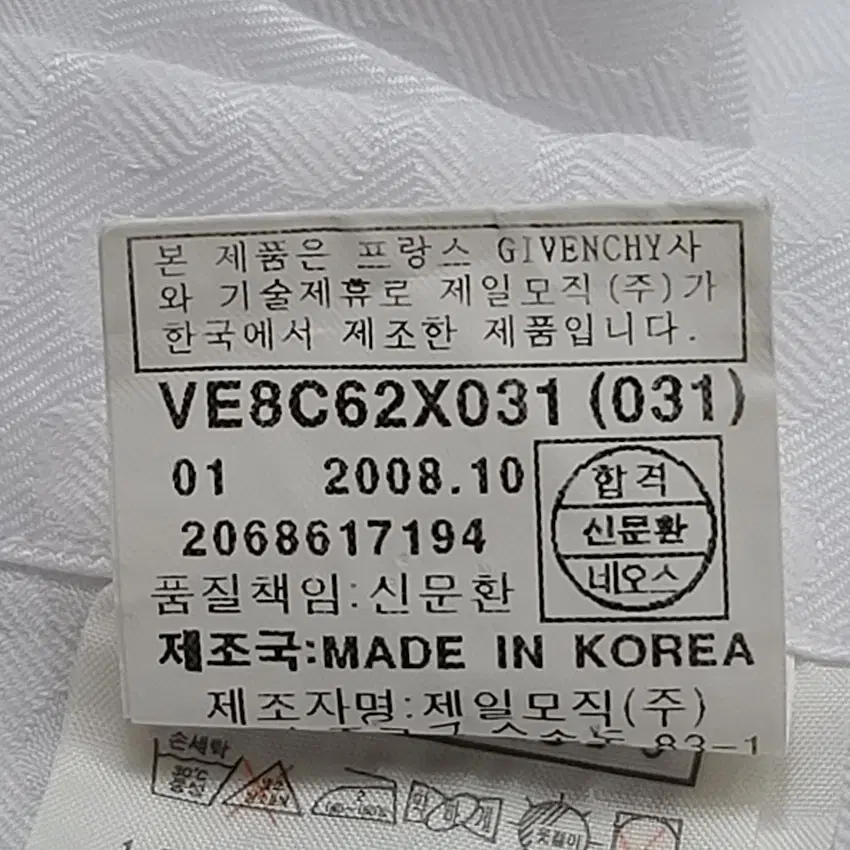 본 제품은 프랑스 GIVENCHY사
와 기술제휴로 제일모직(주)가
한국에서 제조한 제품입니다.
VE8C62X031 (031)
01 2008.10
2068617194
합격
신문환
네오스
품질책임:신문환
제조국:MADE IN KOREA
제조자명:제일모직(주)
83-1
손세탁
30℃
중성